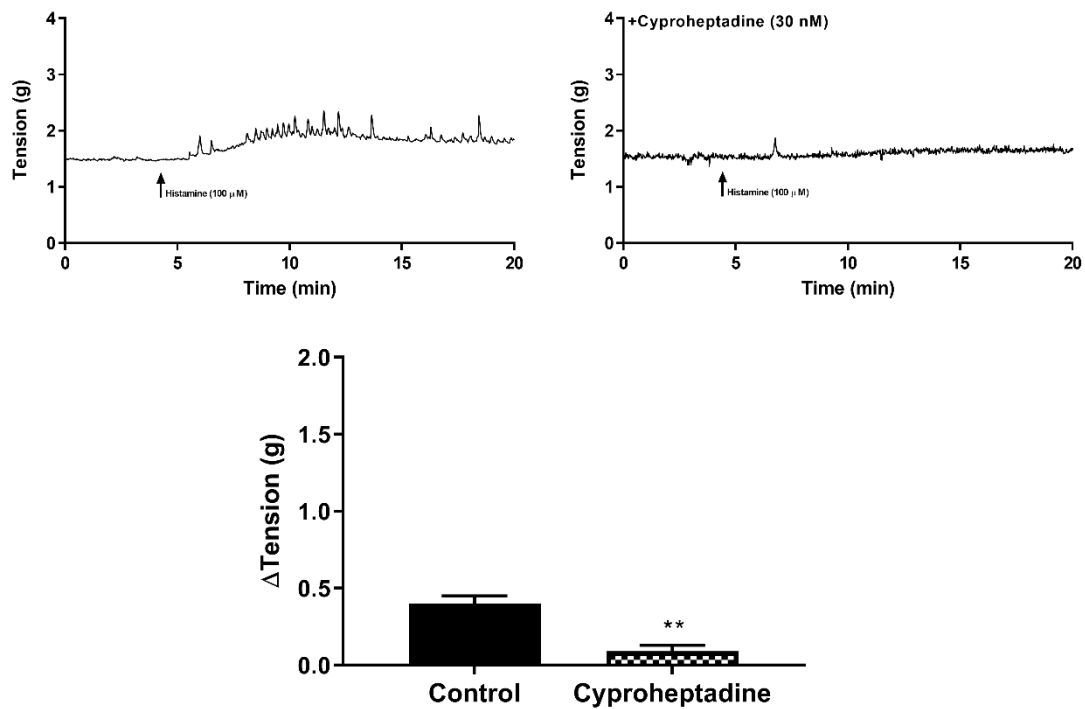 4
3
2
1
0
Tension (g)
0 5 10 15 20
Time (min)
Histamine (100 μM)
+Cyproheptadine (30 nM)
4
3
2
1
0
Tension (g)
0 5 10 15 20
Time (min)
Histamine (100 μM)
2.0
1.5
1.0
0.5
0.0
ΔTension (g)
**
Control Cyproheptadine